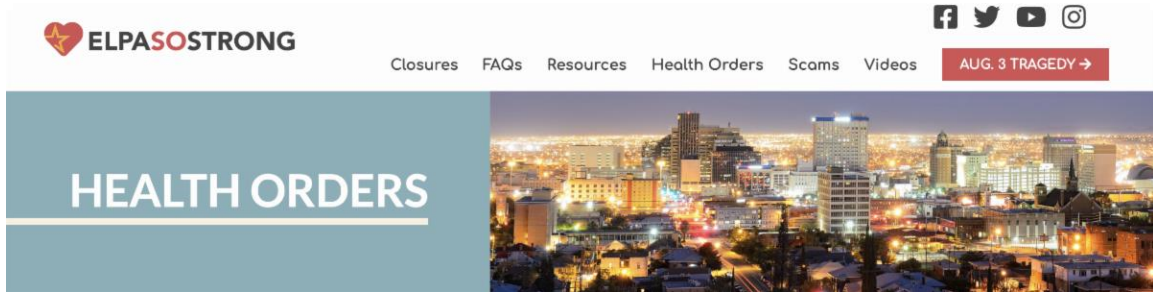 ELPASOSTRONG
Closures FAQs Resources Health Orders Scams Videos AUG. 3 TRAGEDY →
HEALTH ORDERS